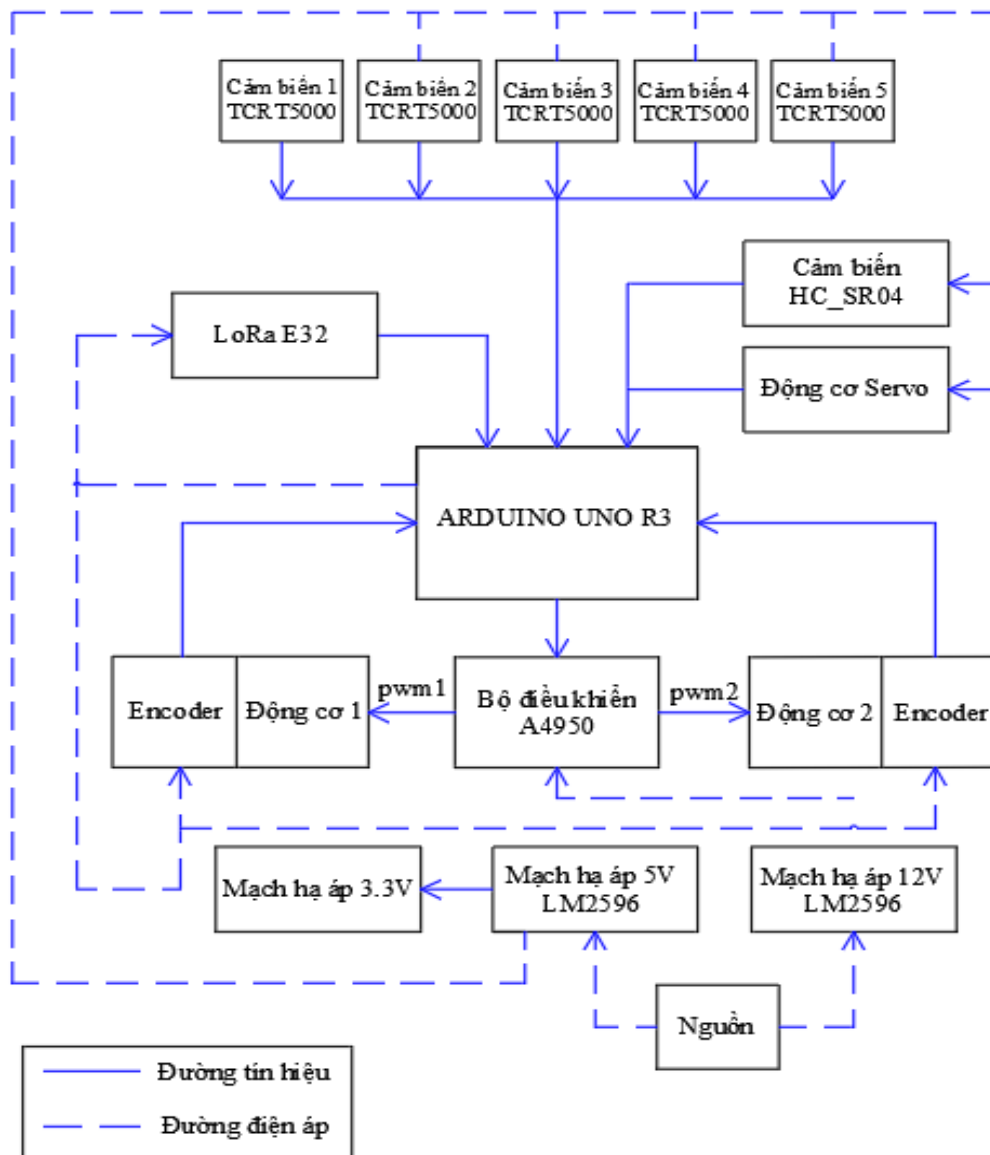 Cảm biến 1
TCRT5000
Cảm biến 2
TCRT5000
Cảm biến 3
TCRT5000
Cảm biến 4
TCRT5000
Cảm biến 5
TCRT5000
Cảm biến
HC_SR04
LoRa E32
Động cơ Servo
ARDUINO UNO R3
Encoder
Động cơ 1
pwm1
Bộ điều khiển
A4950
pwm2
Động cơ 2
Encoder
Mạch hạ áp 3.3V
Mạch hạ áp 5V
LM2596
Mạch hạ áp 12V
LM2596
Nguồn
Đường tín hiệu
Đường điện áp